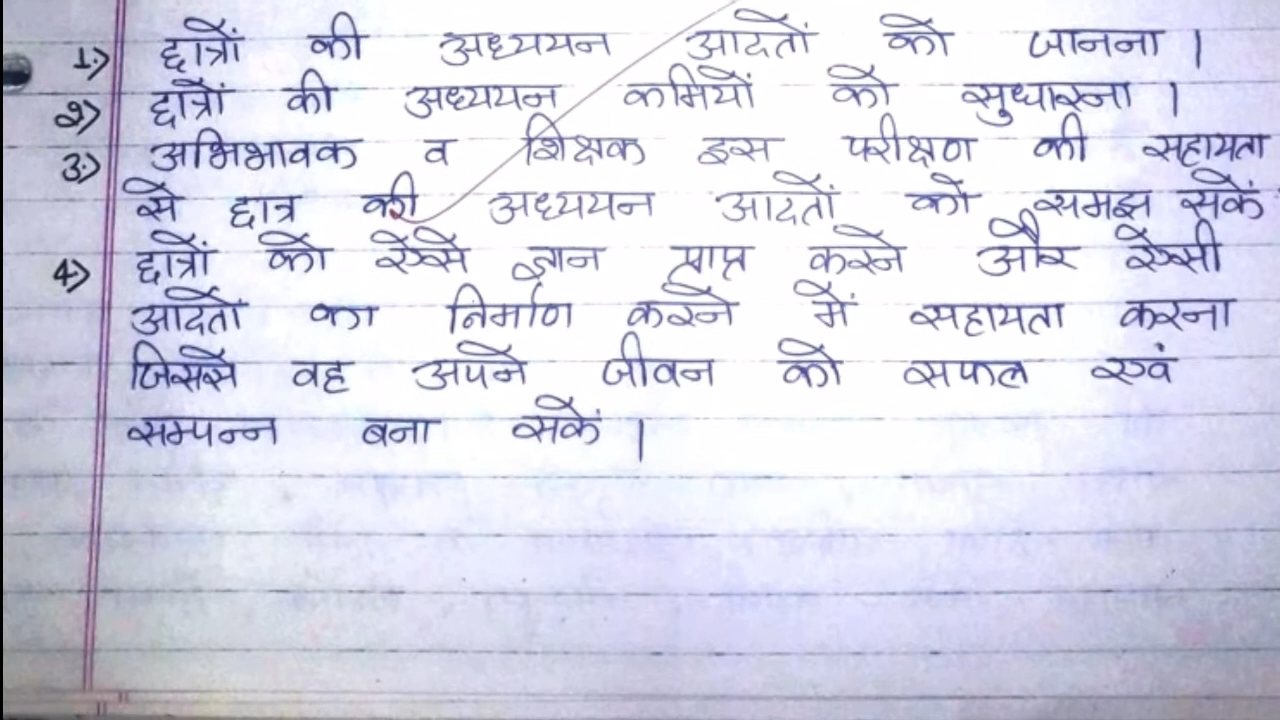 1.> छात्रों की अध्ययन आदतों को जानना ।
2> छात्रों की अध्ययन कमियों को सुधारना ।
3.> अभिभावक व शिक्षक इस परीक्षण की सहायता
से छात्र की अध्ययन आदतों को समझ सकें
4.> छात्रों को ऐसे ज्ञान प्राप्त करने और ऐसी
आदतों का निर्माण करने में सहायता करना
जिससे वह अपने जीवन को सफल एवं
सम्पन्न बना सकें ।